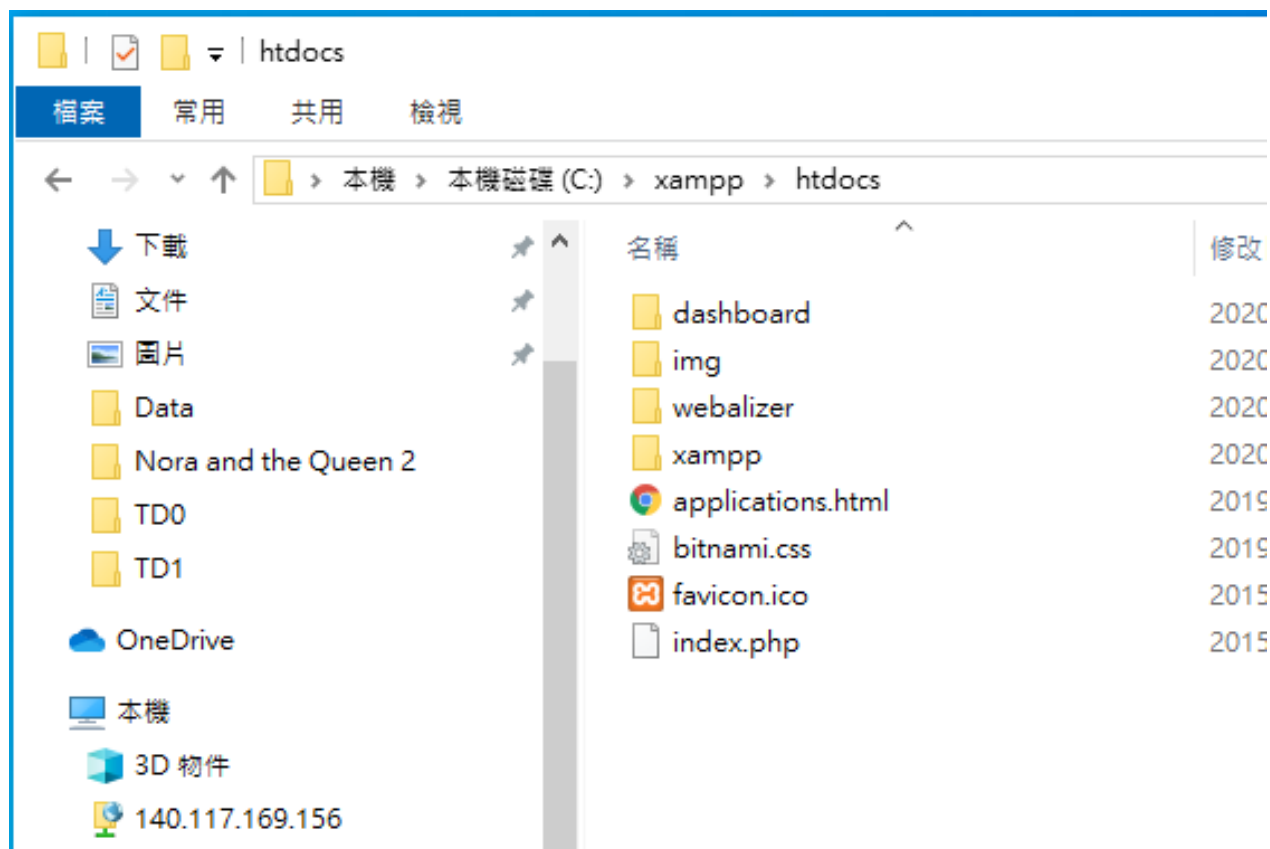 htdocs
檔案 常用 共用 檢視
本機 本機磁碟 (C:) xampp htdocs
下載
文件
圖片
Data
Nora and the Queen 2
TD0
TD1
OneDrive
本機
3D 物件
140.117.169.156
名稱 修改
dashboard 2020
img 2020
webalizer 2020
xampp 2020
applications.html 2019
bitnami.css 2019
favicon.ico 2015
index.php 2015